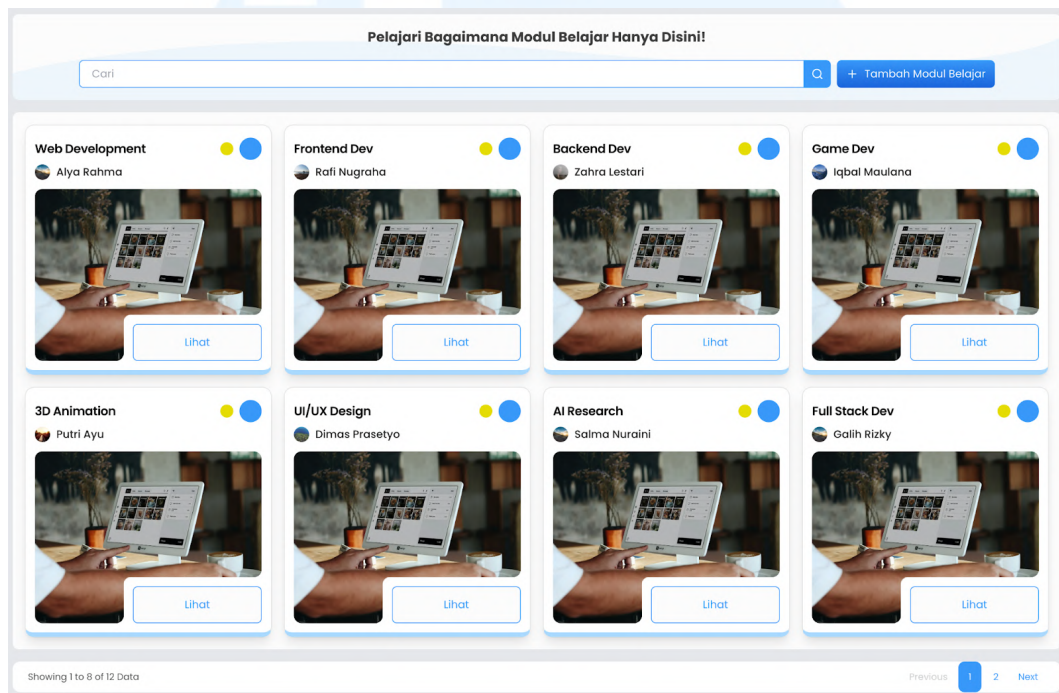 Pelajari Bagaimana Modul Belajar Hanya Disini!
Cari
+ Tambah Modul Belajar
Web Development
Alya Rahma
Lihat
Frontend Dev
Rafi Nugraha
Lihat
Backend Dev
Zahra Lestari
Lihat
Game Dev
Iqbal Maulana
Lihat
3D Animation
Putri Ayu
Lihat
UI/UX Design
Dimas Prasetyo
Lihat
AI Research
Salma Nuraini
Lihat
Full Stack Dev
Galih Rizky
Lihat
Showing 1 to 8 of 12 Data
Previous 1 2 Next